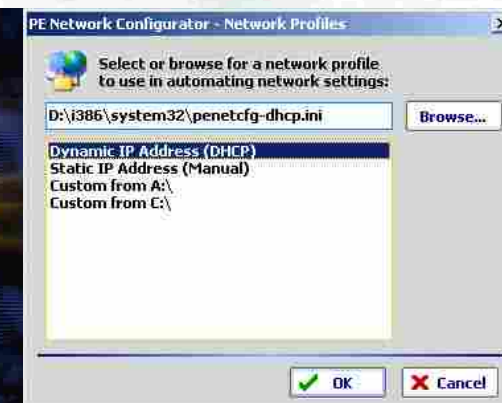 PE Network Configurator - Network Profiles
Select or browse for a network profile
to use in automating network settings:
D:\i386\system32\penetcfg-dhcp.ini
Browse...
Dynamic IP Address (DHCP)
Static IP Address (Manual)
Custom from A:\
Custom from C:\
OK
Cancel